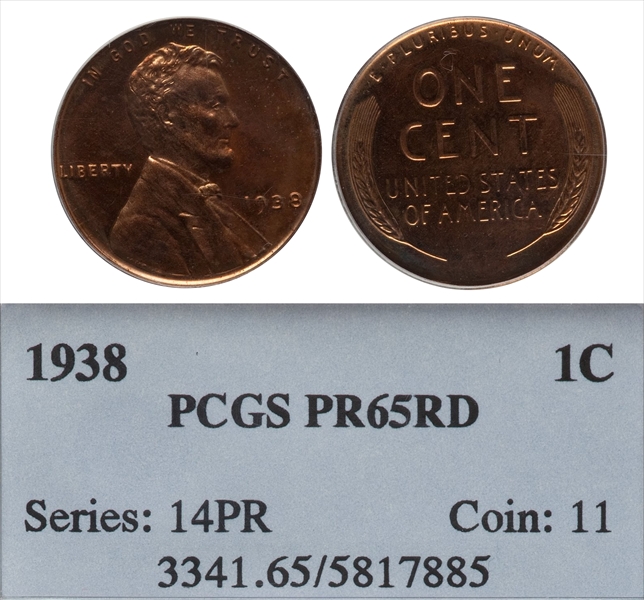 IN GOD WE TRUST
LIBERTY
1938
E·PLURIBUS·UNUM
ONE
CENT
UNITED STATES
OF AMERICA
1938 1C
PCGS PR65RD
Series: 14PR Coin: 11
3341.65/5817885